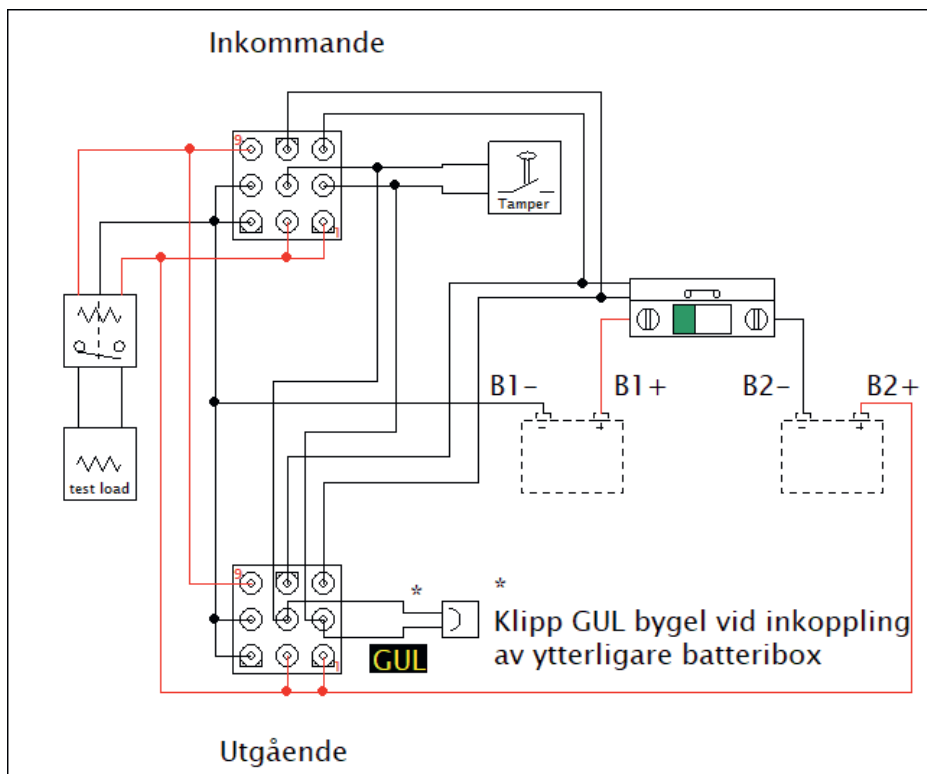 Inkommande
9
1
Tamper
B1-
B1+
B2-
B2+
- +
- +
test load
9
1
*
*
Klipp GUL bygel vid inkoppling
av ytterligare batteribox
GUL
Utgående